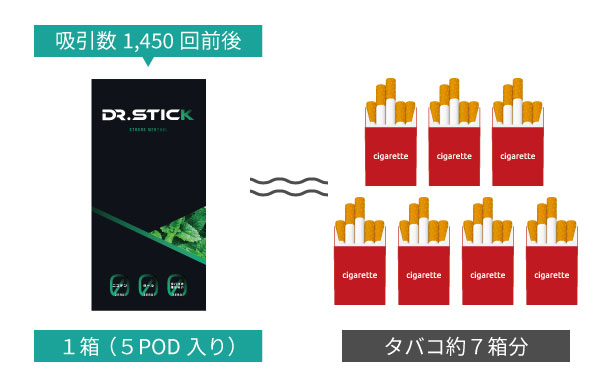 吸引数 1,450 回前後
DR.STICK
STRONG MENTHOL
ニコチン
タール
cigarette
cigarette
cigarette
cigarette
cigarette
cigarette
cigarette
１箱（５POD 入り）
タバコ約７箱分